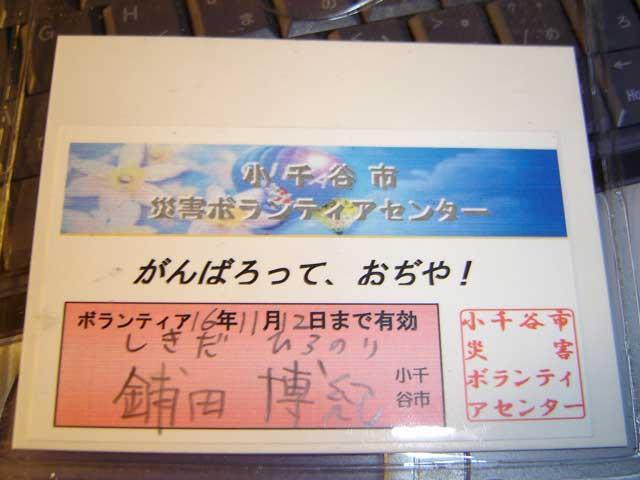 小千谷市
災害ボランティアセンター
がんばろって、おぢや！
ボランティア16年11月12日まで有効
しきだ ひろのり
鋪田 博紀
小千谷市
小千谷市
災害
ボランティ
アセンター